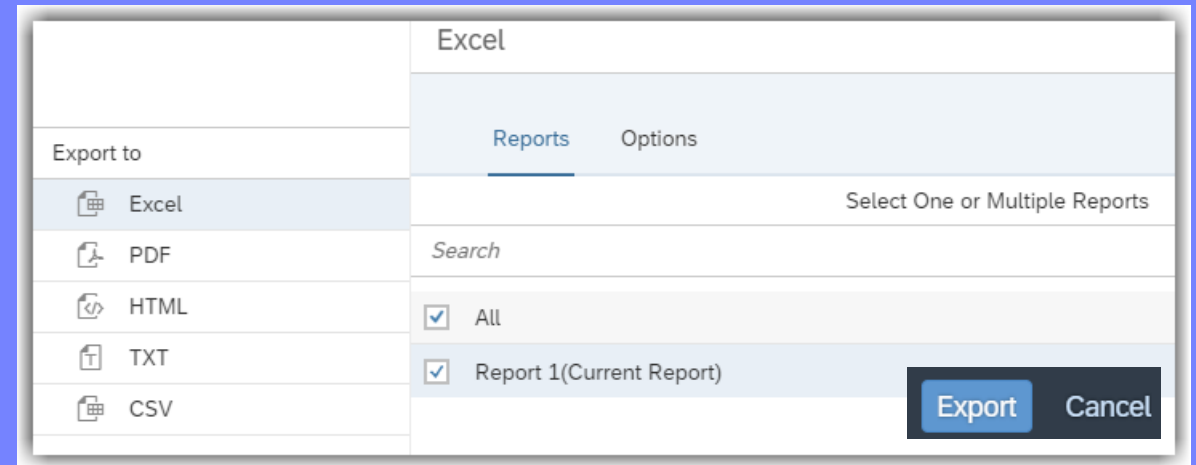 Excel
Reports Options
Export to
Select One or Multiple Reports
Excel
Search
PDF
HTML
All
TXT
Report 1(Current Report)
CSV
Export Cancel